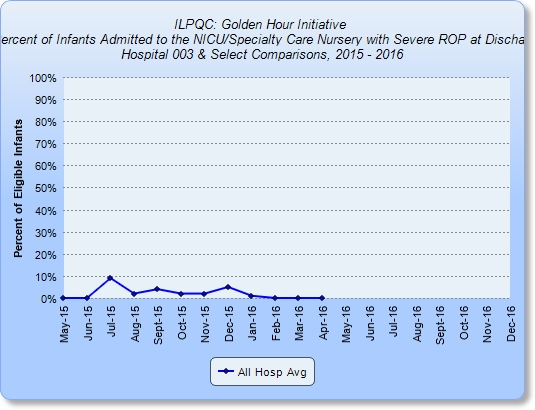 ILPQC: Golden Hour Initiative
ercent of Infants Admitted to the NICU/Specialty Care Nursery with Severe ROP at Discha
Hospital 003 & Select Comparisons, 2015 - 2016
Percent of Eligible Infants
100%
90%
80%
70%
60%
50%
40%
30%
20%
10%
0%
May-15
Jun-15
Jul-15
Aug-15
Sept-15
Oct-15
Nov-15
Dec-15
Jan-16
Feb-16
Mar-16
Apr-16
May-16
Jun-16
Jul-16
Aug-16
Sept-16
Oct-16
Nov-16
Dec-16
All Hosp Avg